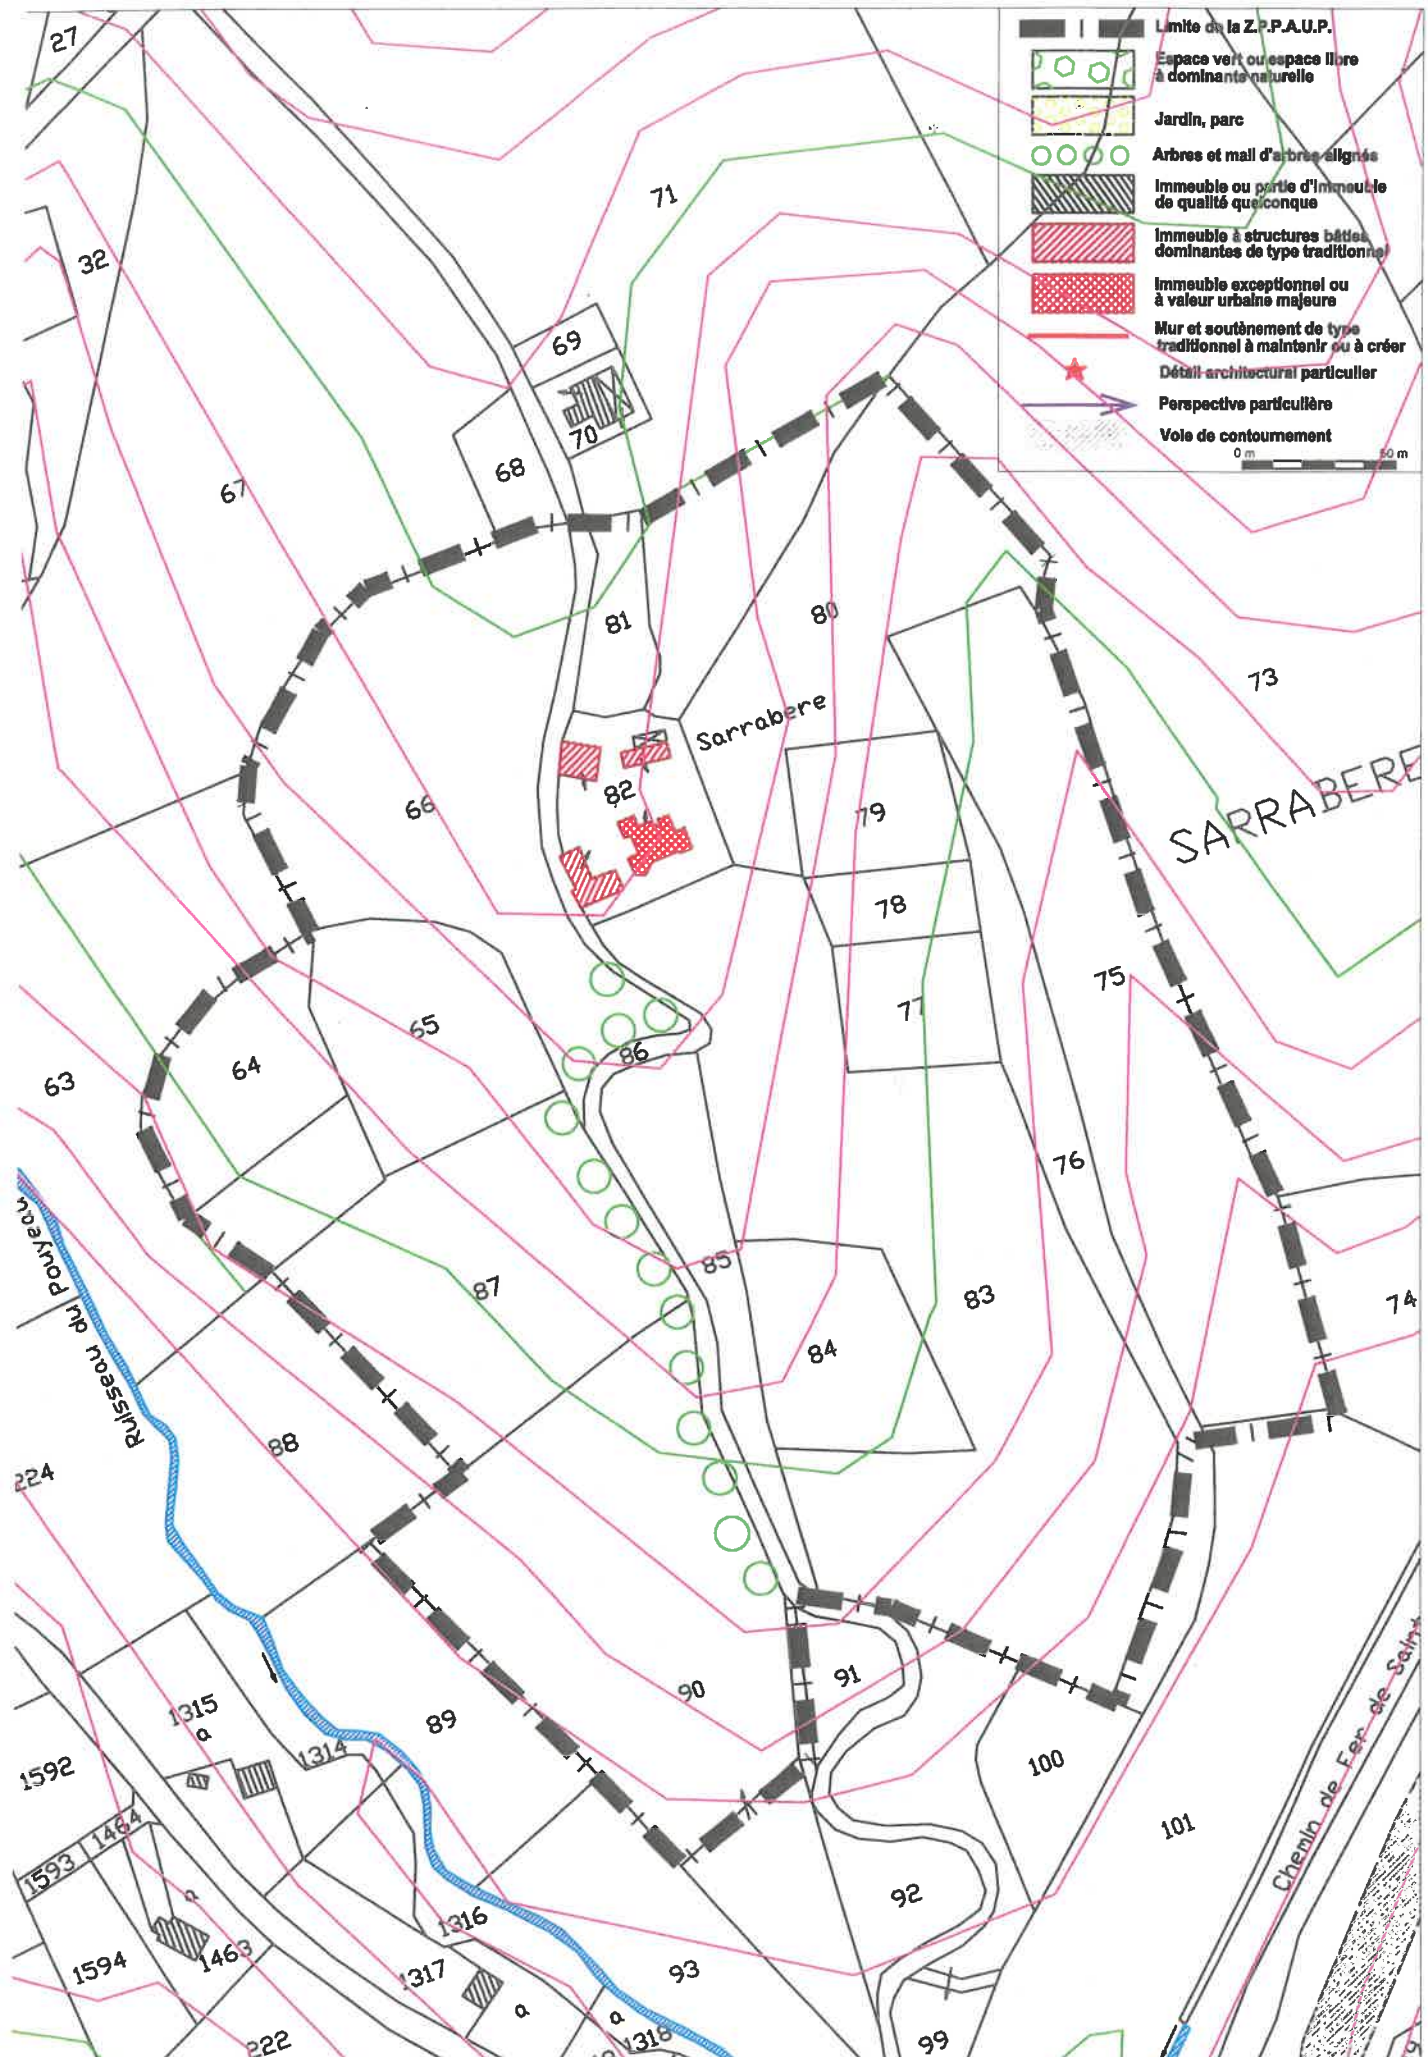 Limite de la Z.P.P.A.U.P.
Espace vert ou espace libre
à dominante naturelle
Jardin, parc
Arbres et mail d'arbres alignés
Immeuble ou partie d'immeuble
de qualité quelconque
Immeuble à structures bâties
dominantes de type traditionnel
Immeuble exceptionnel ou
à valeur urbaine majeure
Mur et soutènement de type
traditionnel à maintenir ou à créer
Détail architectural particulier
Perspective particulière
Voie de contournement
0 m 50 m
27
71
32
69
70
68
67
81
80
73
Sarrabere
82
66
79
SARRABERE
78
77
75
65
86
64
63
76
85
87
83
84
74
Ruisseau du Pouyeau
88
224
91
90
89
1315
a
1314
1592
100
101
Chemin de Fer de Saint
1464
1593
92
a
1316
1463
1594
1317
93
a
a
1318
222
99